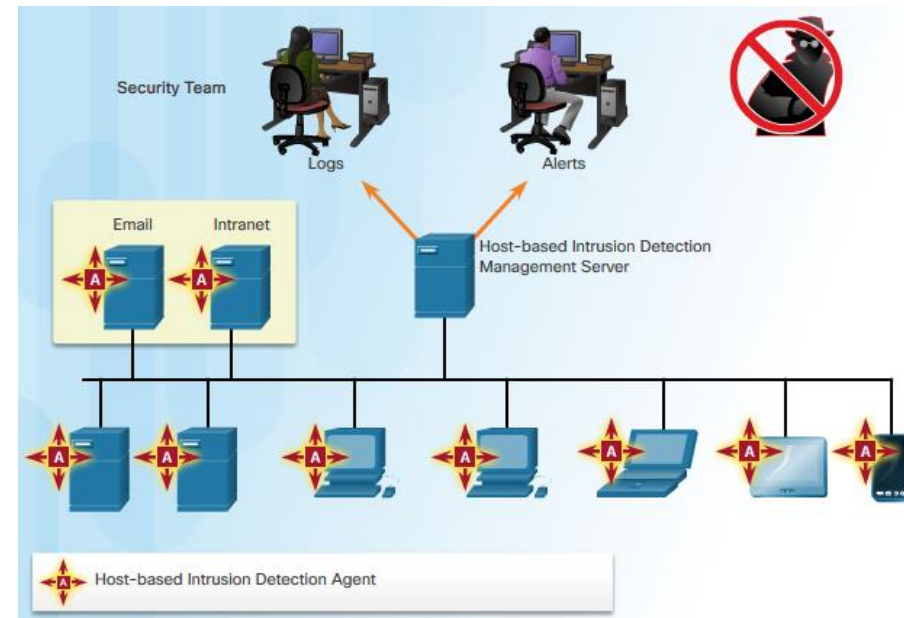 Security Team
Logs
Alerts
Email
Intranet
Host-based Intrusion Detection
Management Server
A
A
A
A
A
A
A
A
A
A
Host-based Intrusion Detection Agent